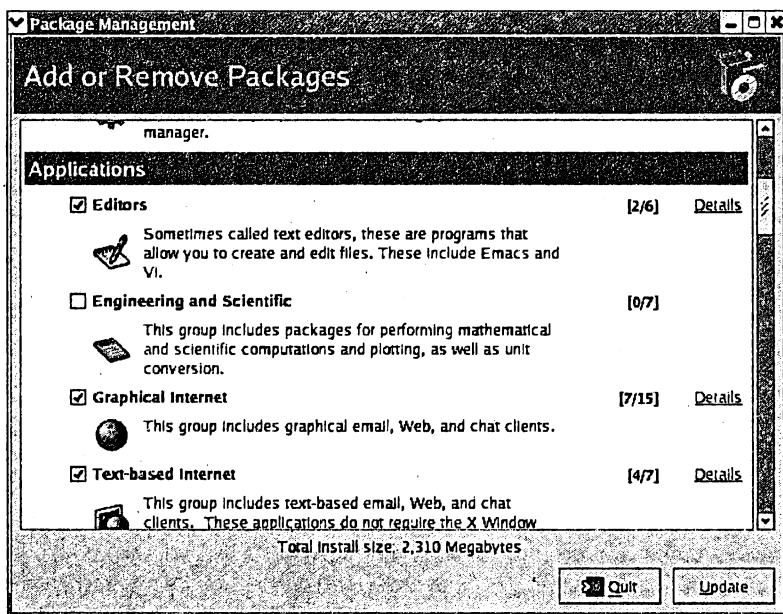 Package Management
Add or Remove Packages
manager.
Applications
Editors [2/6] Details
Sometimes called text editors, these are programs that
allow you to create and edit files. These include Emacs and
Vi.
Engineering and Scientific [0/7]
This group includes packages for performing mathematical
and scientific computations and plotting, as well as unit
conversion.
Graphical Internet [7/15] Details
This group includes graphical email, Web, and chat clients.
Text-based Internet [4/7] Details
This group includes text-based email, Web, and chat
clients. These applications do not require the X Window
Total install size: 2,310 Megabytes
Quit Update